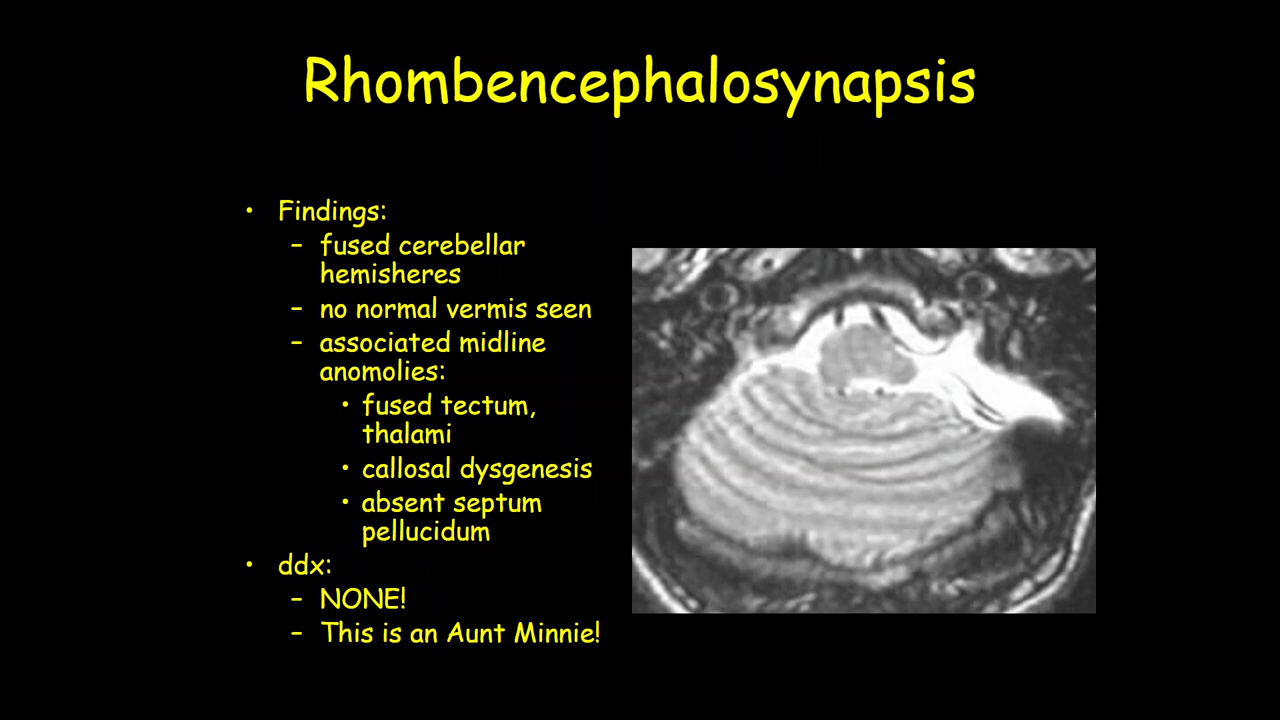 Rhombencephalosynapsis
• Findings:
– fused cerebellar
hemisheres
– no normal vermis seen
– associated midline
anomolies:
• fused tectum,
thalami
• callosal dysgenesis
• absent septum
pellucidum
• ddx:
– NONE!
– This is an Aunt Minnie!